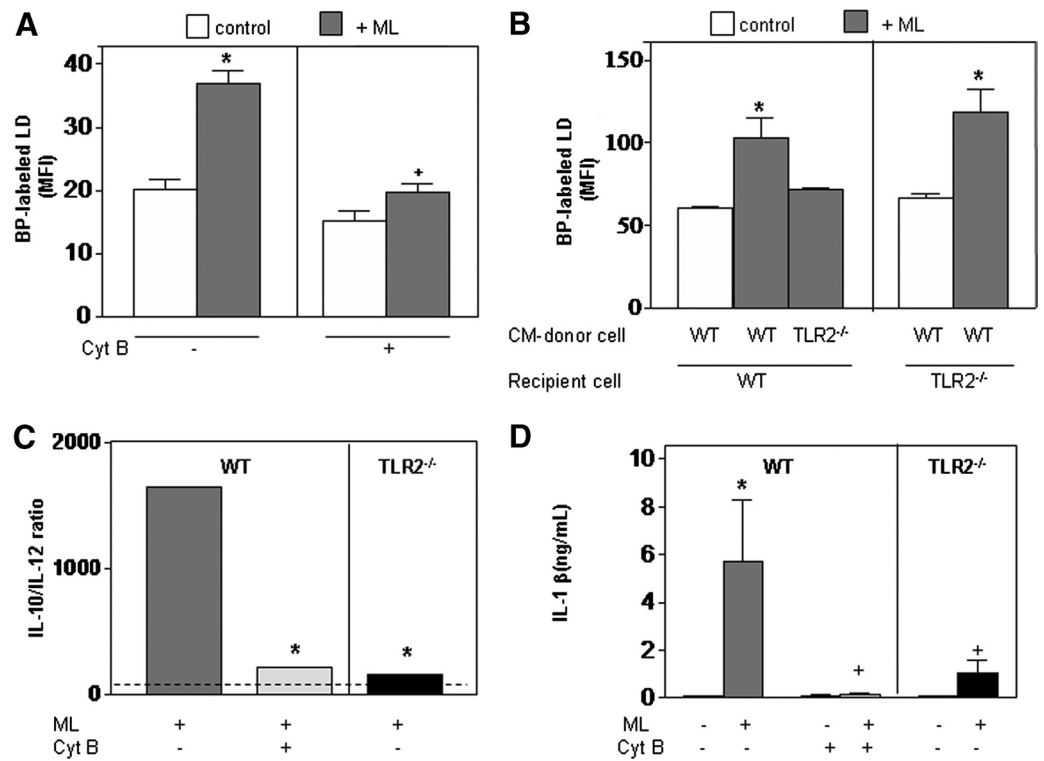 A
control
+ ML
BP-labeled LD
(MFI)
40
30
20
10
0
*
+
Cyt B
-
+
B
control
+ ML
BP-labeled LD
(MFI)
150
100
50
0
*
*
CM-donor cell
WT
WT
TLR2-/-
WT
WT
Recipient cell
WT
TLR2-/-
C
IL-10/IL-12 ratio
2000
1000
0
WT
TLR2-/-
*
*
ML
+
+
+
Cyt B
-
+
-
D
IL-1 β(ng/mL)
10
8
6
4
2
0
WT
TLR2-/-
*
+
+
ML
-
+
-
+
-
+
Cyt B
-
-
+
+
-
-